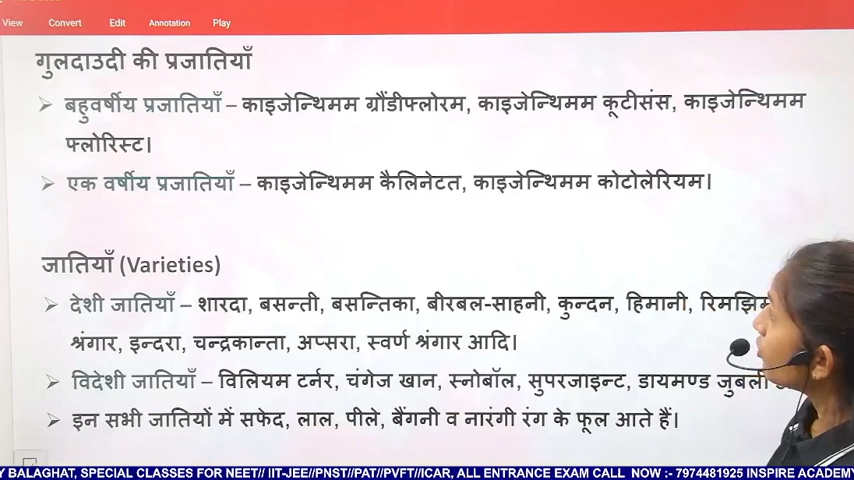 View Convert Edit Annotation Play
गुलदाउदी की प्रजातियाँ
➢ बहुवर्षीय प्रजातियाँ – काइजेन्थिमम ग्रौंडीफ्लोरम, काइजेन्थिमम कूटीसंस, काइजेन्थिमम
फ्लोरिस्ट।
➢ एक वर्षीय प्रजातियाँ – काइजेन्थिमम कैलिनेटत, काइजेन्थिमम कोटोलेरियम।
जातियाँ (Varieties)
➢ देशी जातियाँ – शारदा, बसन्ती, बसन्तिका, बीरबल-साहनी, कुन्दन, हिमानी, रिमझिम
श्रंगार, इन्दरा, चन्द्रकान्ता, अप्सरा, स्वर्ण श्रंगार आदि।
➢ विदेशी जातियाँ – विलियम टर्नर, चंगेज खान, स्नोबॉल, सुपरजाइन्ट, डायमण्ड जुबली
➢ इन सभी जातियों में सफेद, लाल, पीले, बैंगनी व नारंगी रंग के फूल आते हैं।
Y BALAGHAT, SPECIAL CLASSES FOR NEET// IIT-JEE//PNST//PAT//PVFT//ICAR, ALL ENTRANCE EXAM CALL NOW :- 7974481925 INSPIRE ACADEMY